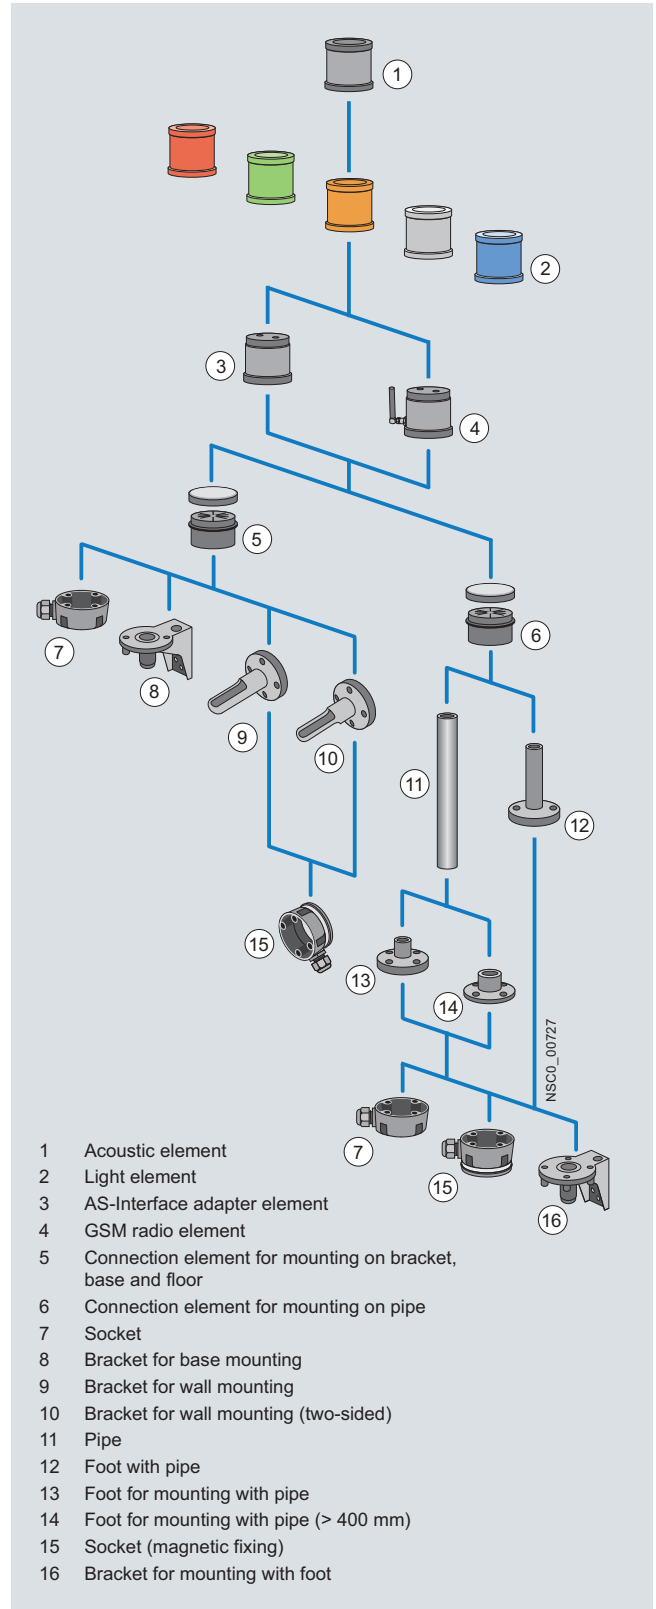 1
2
3
4
5
6
7
8
9
10
11
12
15
13
14
NSC0_00727
7
15
16
1 Acoustic element
2 Light element
3 AS-Interface adapter element
4 GSM radio element
5 Connection element for mounting on bracket,
base and floor
6 Connection element for mounting on pipe
7 Socket
8 Bracket for base mounting
9 Bracket for wall mounting
10 Bracket for wall mounting (two-sided)
11 Pipe
12 Foot with pipe
13 Foot for mounting with pipe
14 Foot for mounting with pipe (> 400 mm)
15 Socket (magnetic fixing)
16 Bracket for mounting with foot